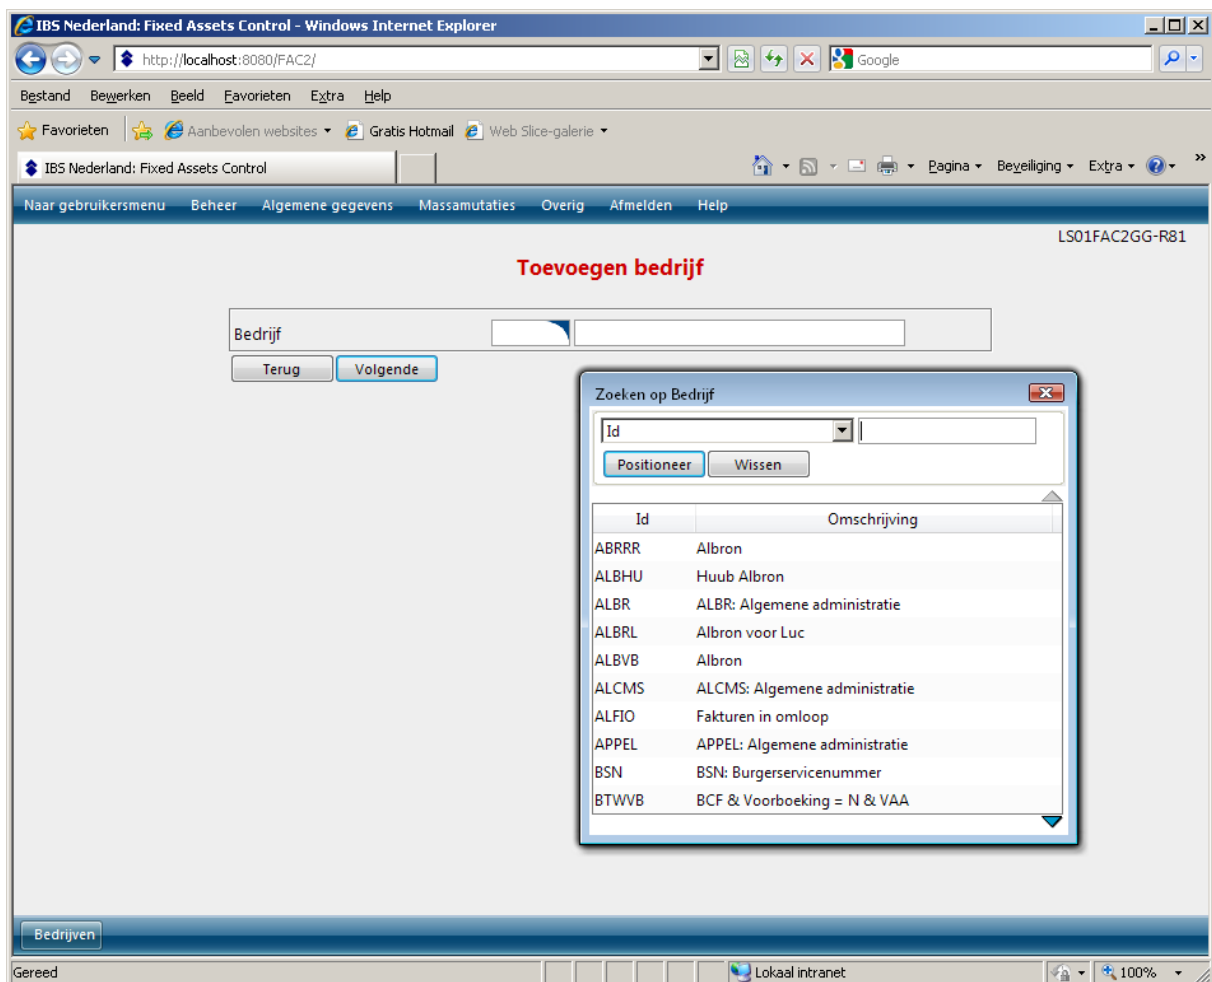 IBS Nederland: Fixed Assets Control - Windows Internet Explorer
http://localhost:8080/FAC2/
Google
Bestand Bewerken Beeld Favorieten Extra Help
Favorieten Aanbevolen websites Gratis Hotmail Web Slice-galerie
IBS Nederland: Fixed Assets Control Pagina Beveiliging Extra »
Naar gebruikersmenu Beheer Algemene gegevens Massamutaties Overig Afmelden Help
LS01FAC2GG-R81
Toevoegen bedrijf
Bedrijf
Terug Volgende
Zoeken op Bedrijf
Id
Positioneer Wissen
Id Omschrijving
ABRRR Albron
ALBHU Huub Albron
ALBR ALBR: Algemene administratie
ALBRL Albron voor Luc
ALBVB Albron
ALCMS ALCMS: Algemene administratie
ALFIO Fakturen in omloop
APPEL APPEL: Algemene administratie
BSN BSN: Burgerservicenummer
BTWVB BCF & Voorboeking = N & VAA
Bedrijven
Gereed Lokaal intranet 100%